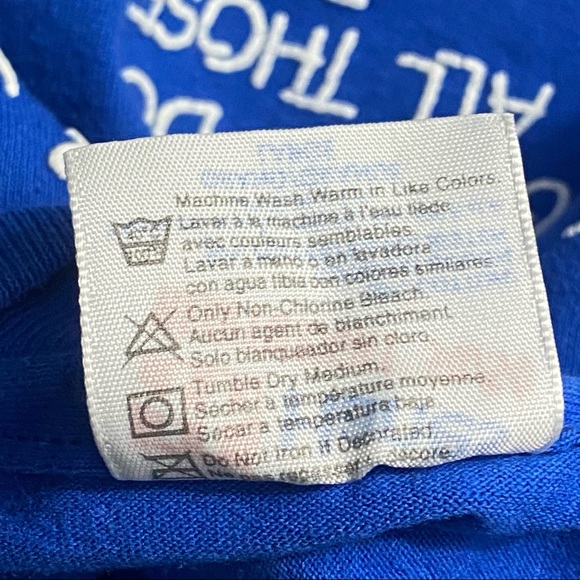 ALL THOSE
DO
Machine Wash Warm in Like Colors.
Lavar a la machine à l'eau tiède
avec couleurs semblables.
Lavar a mano o en lavadora
con agua tibia con colores similares
Only Non-Chlorine Bleach.
Aucun agent de blanchiment
Solo blanqueador sin cloro
Tumble Dry Medium.
Sécher à température moyenne.
Secar a temperatura baja
Do Not Iron if Decorated.
décore.